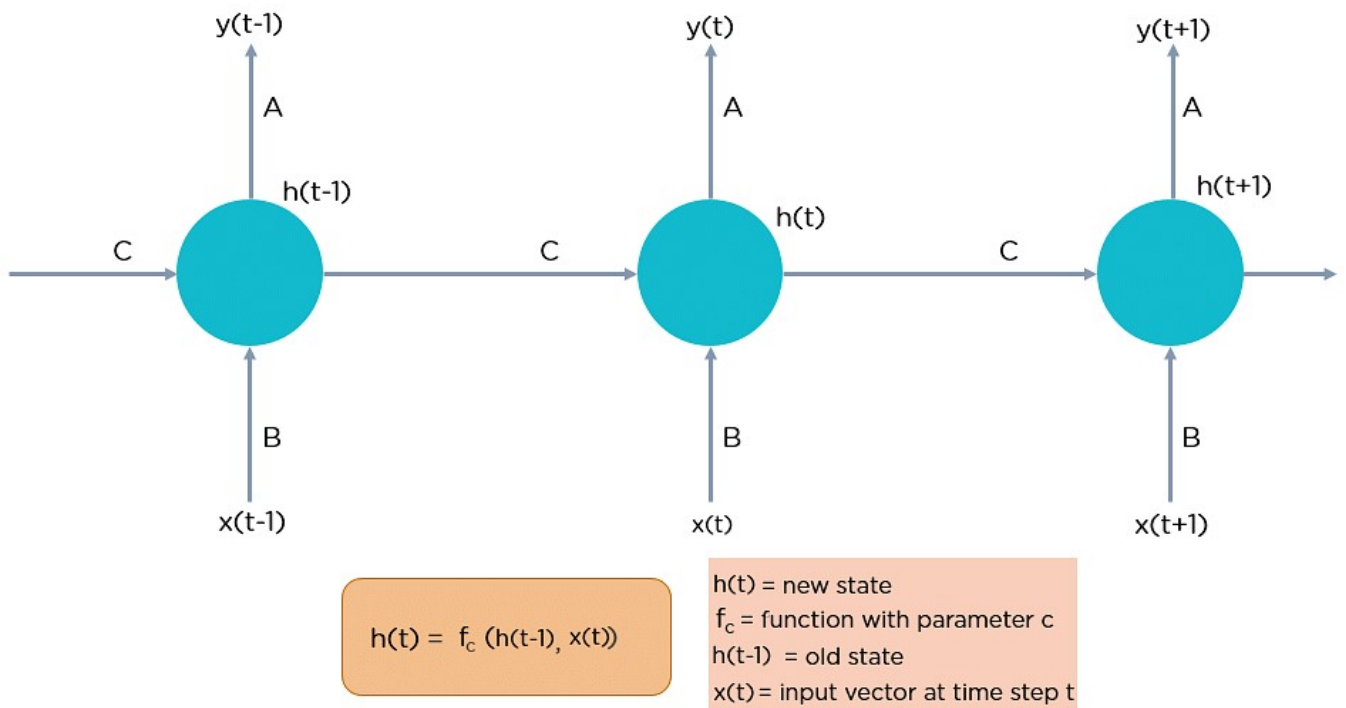 y(t-1)
y(t)
y(t+1)
A
A
A
h(t-1)
h(t)
h(t+1)
C
C
C
B
B
B
x(t-1)
x(t)
x(t+1)
h(t) = f_c (h(t-1), x(t))
h(t) = new state
f_c = function with parameter c
h(t-1) = old state
x(t) = input vector at time step t